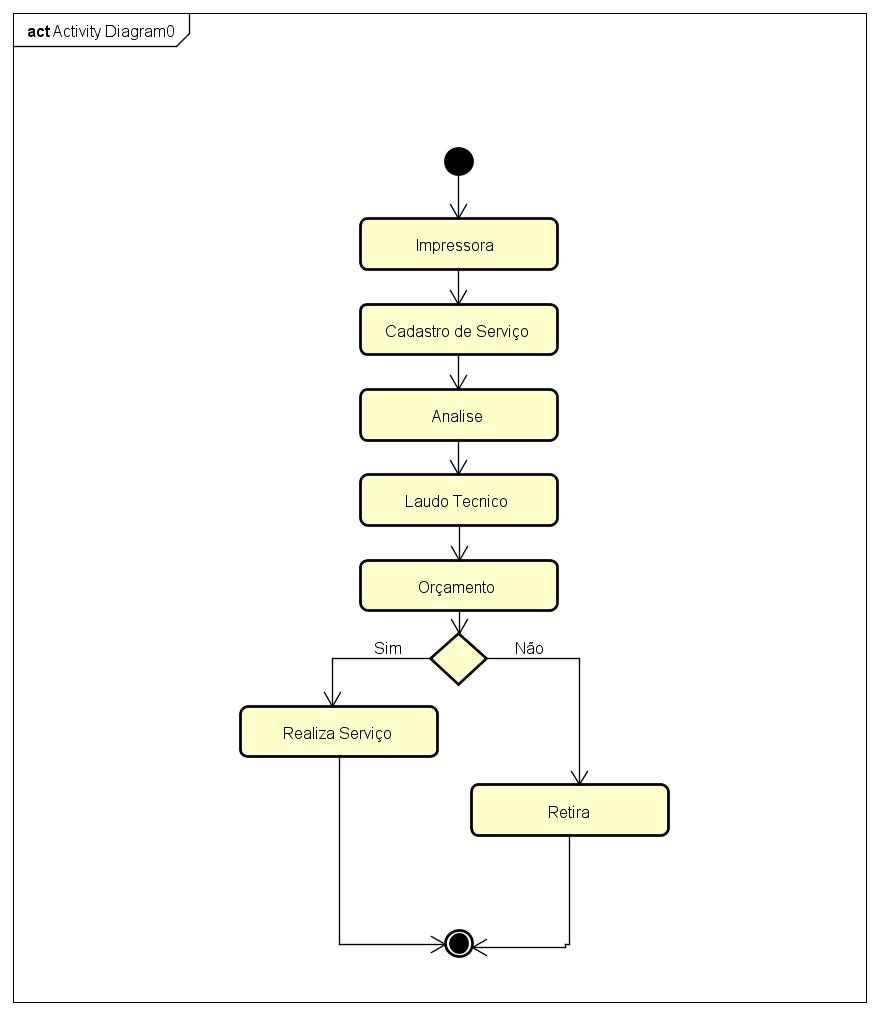 act Activity Diagram0
Impressora
Cadastro de Serviço
Analise
Laudo Tecnico
Orçamento
Sim
Não
Realiza Serviço
Retira